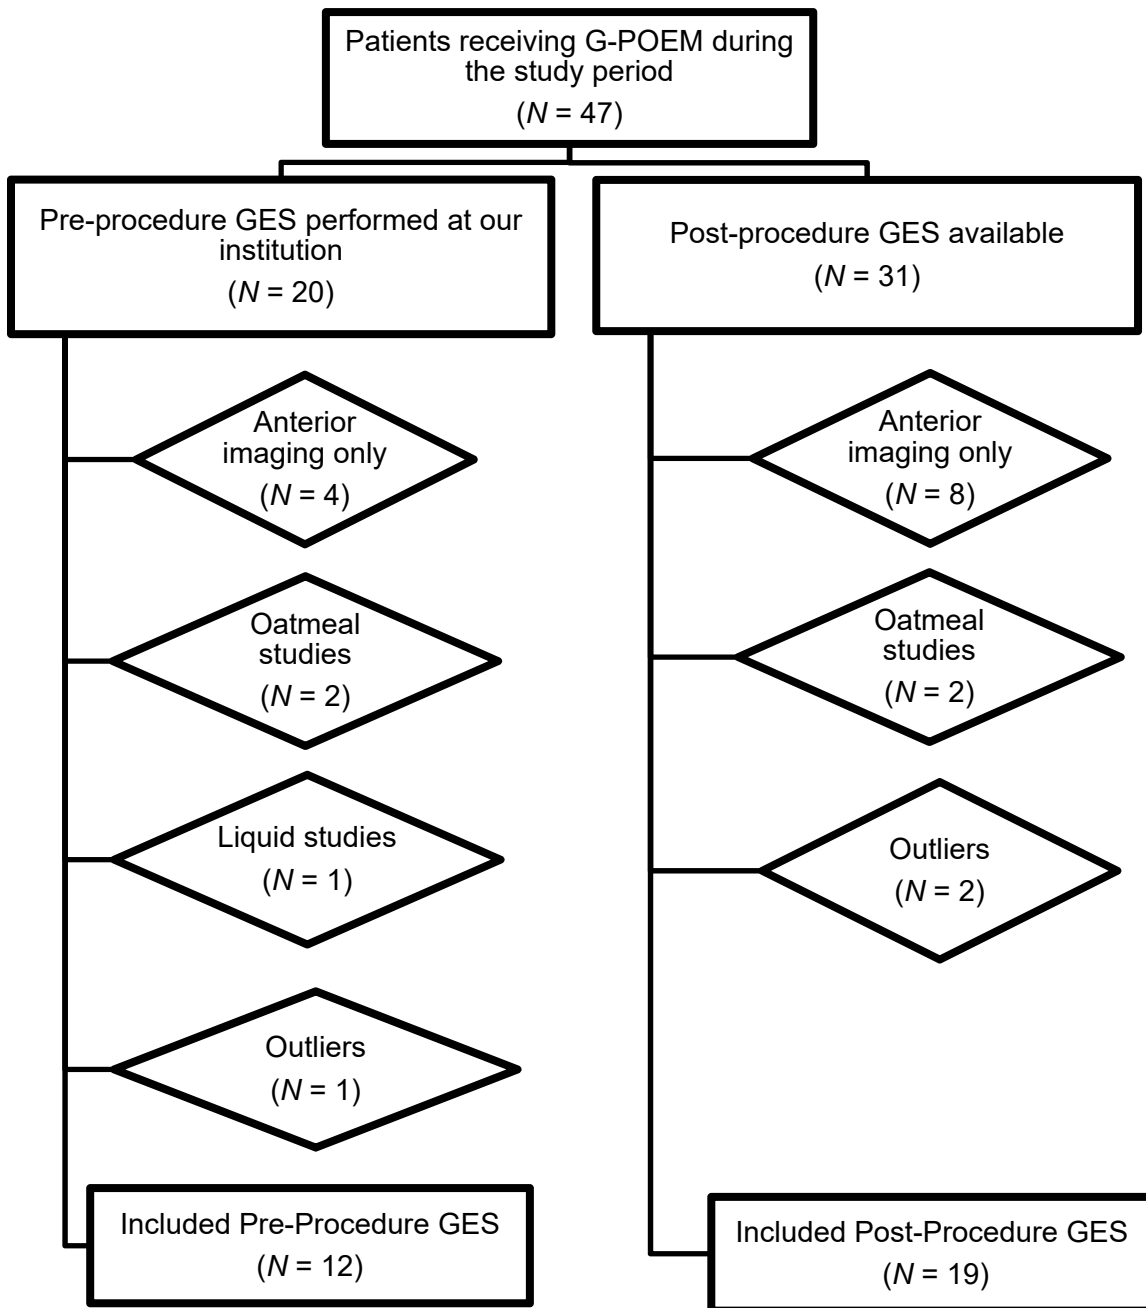 Patients receiving G-POEM during
the study period
(N = 47)
Pre-procedure GES performed at our
institution
(N = 20)
Post-procedure GES available
(N = 31)
Anterior
imaging only
(N = 4)
Anterior
imaging only
(N = 8)
Oatmeal
studies
(N = 2)
Oatmeal
studies
(N = 2)
Liquid studies
(N = 1)
Outliers
(N = 2)
Outliers
(N = 1)
Included Pre-Procedure GES
(N = 12)
Included Post-Procedure GES
(N = 19)